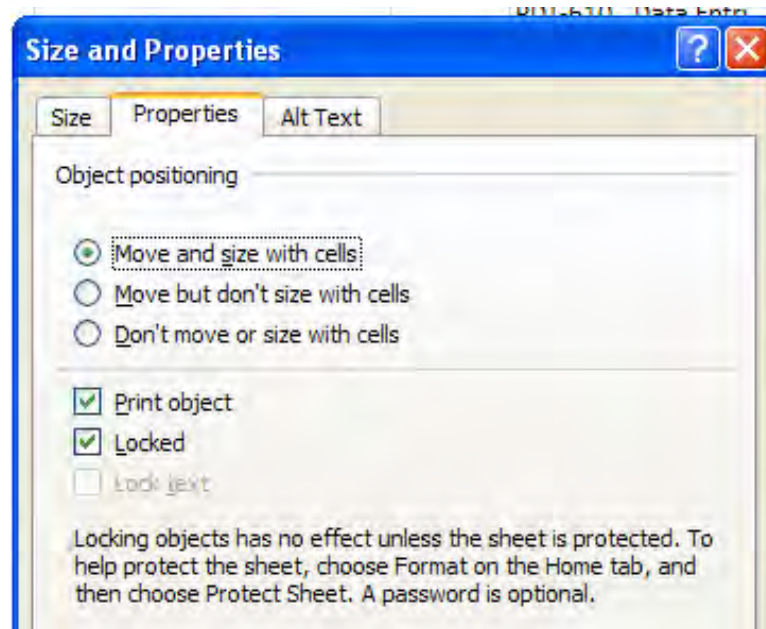 Size and Properties
Size Properties Alt Text
Object positioning
Move and size with cells
Move but don't size with cells
Don't move or size with cells
Print object
Locked
Lock text
Locking objects has no effect unless the sheet is protected. To
help protect the sheet, choose Format on the Home tab, and
then choose Protect Sheet. A password is optional.